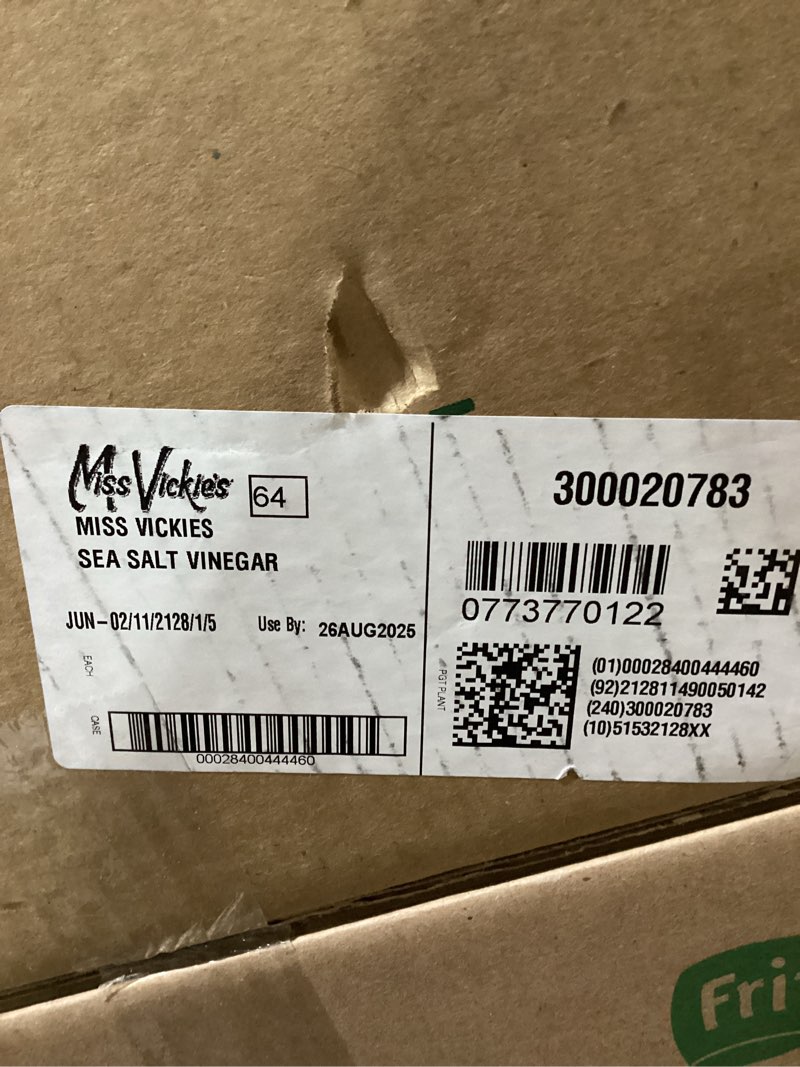 Miss Vickie's
64
MISS VICKIES
SEA SALT VINEGAR
JUN-02/11/2128/1/5
Use By: 26AUG2025
EACH
CASE
00028400444460
300020783
0773770122
PGT PLANT
(01)00028400444460
(92)212811490050142
(240)300020783
(10)51532128XX